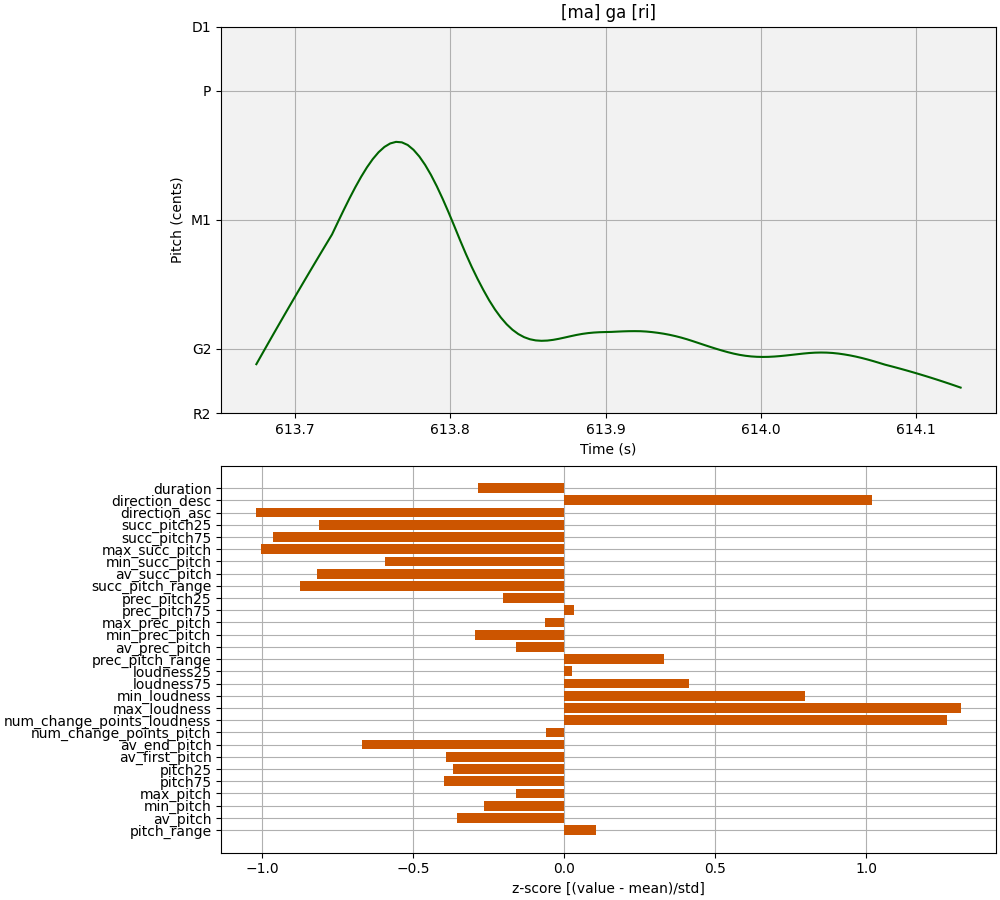 [ma] ga [ri]
D1
P
M1
G2
R2
Pitch (cents)
613.7 613.8 613.9 614.0 614.1
Time (s)
duration
direction_desc
direction_asc
succ_pitch25
succ_pitch75
max_succ_pitch
min_succ_pitch
av_succ_pitch
succ_pitch_range
prec_pitch25
prec_pitch75
max_prec_pitch
min_prec_pitch
av_prec_pitch
prec_pitch_range
loudness25
loudness75
min_loudness
max_loudness
num_change_points_loudness
num_change_points_pitch
av_end_pitch
av_first_pitch
pitch25
pitch75
max_pitch
min_pitch
av_pitch
pitch_range
−1.0 −0.5 0.0 0.5 1.0
z-score [(value - mean)/std]